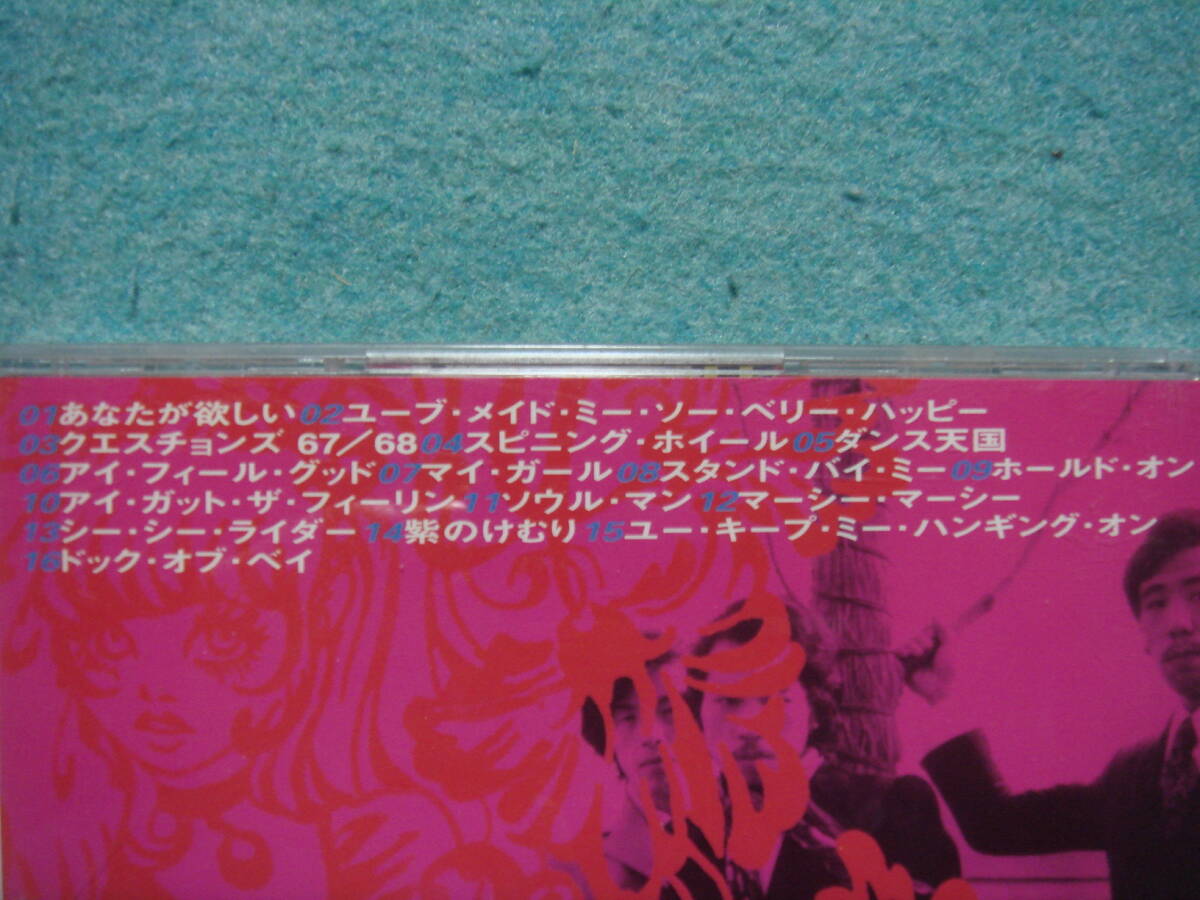 01あなたが欲しい02ユーブ・メイド・ミー・ソー・ベリー・ハッピー
03クエスチョンズ 67/68 04スピニング・ホイール05ダンス天国
06アイ・フィール・グッド07マイ・ガール08スタンド・バイ・ミー09ホールド・オン
10アイ・ガット・ザ・フィーリン11ソウル・マン12マーシー・マーシー
13シー・シー・ライダー14紫のけむり15ユー・キープ・ミー・ハンギング・オン
16ドック・オブ・ベイ